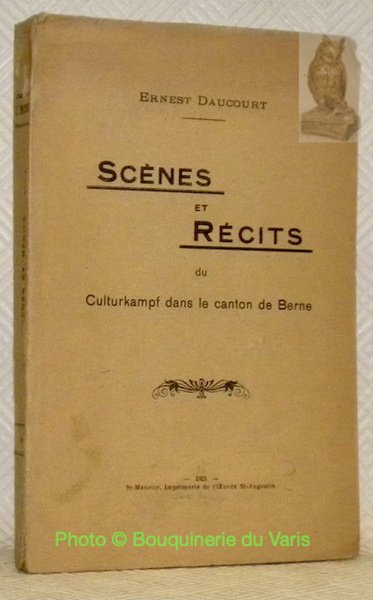 ERNEST DAUCOURT
SCÈNES
ET
RÉCITS
du
Culturkampf dans le canton de Berne
St-Maurice, Imprimerie de l'Œuvre St-Augustin
Photo © Bouquinerie du Varis